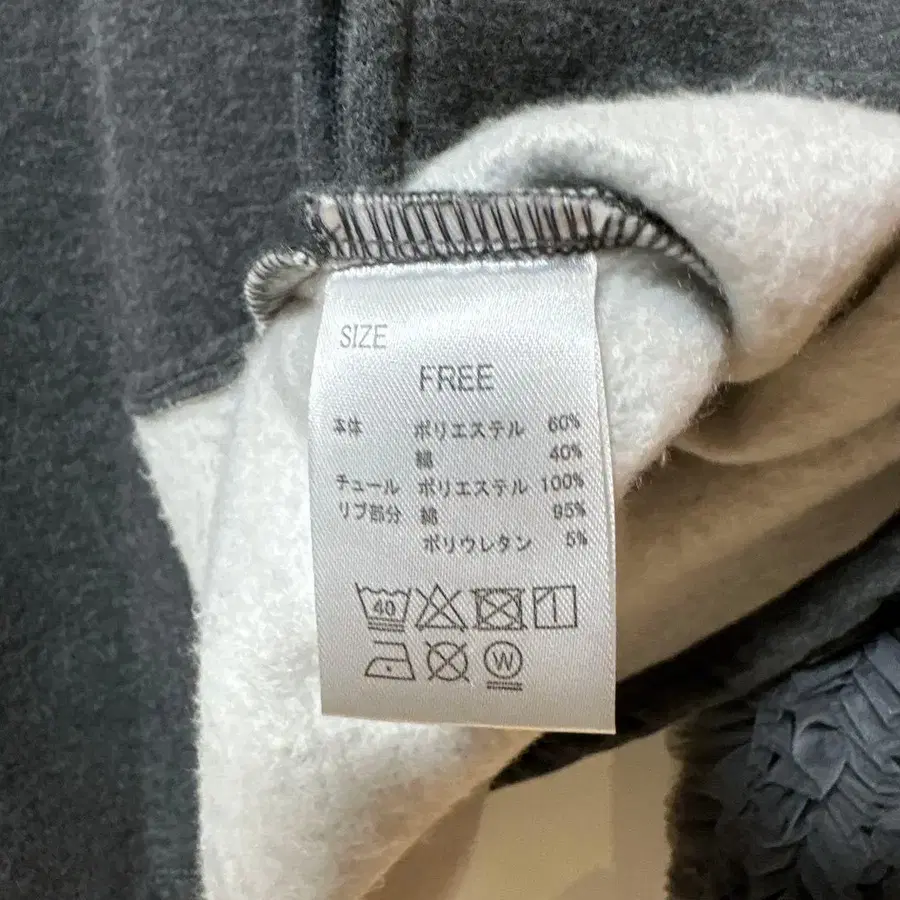 SIZE
FREE
本体 ポリエステル 60%
綿 40%
チュール ポリエステル 100%
リブ部分 綿 95%
ポリウレタン 5%
40
W